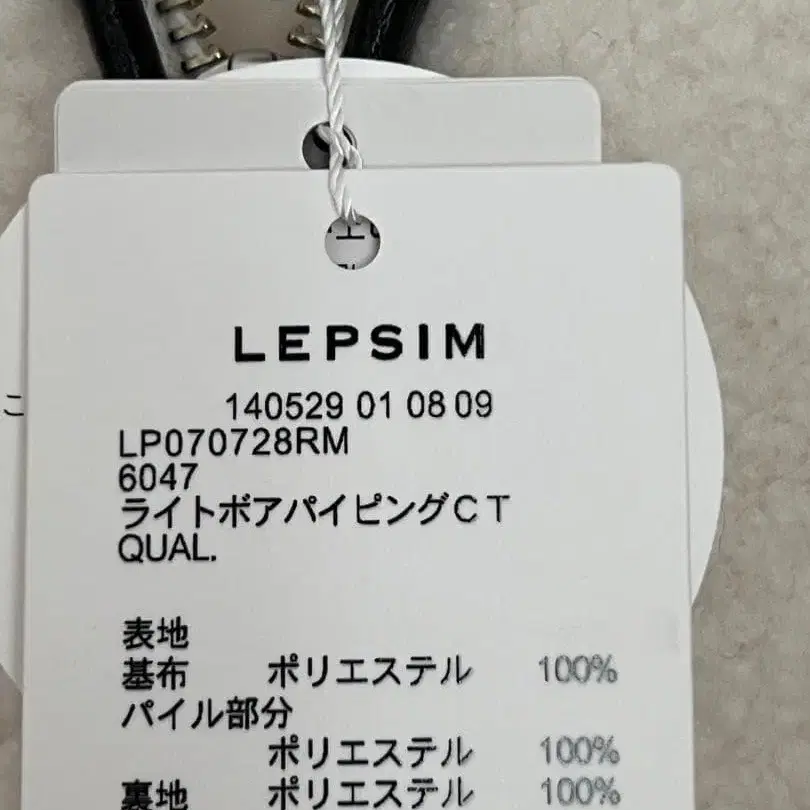 LEPSIM
140529 01 08 09
LP070728RM
6047
ライトボアパイピングCT
QUAL.
こ
表地
基布 ポリエステル 100%
パイル部分
ポリエステル 100%
裏地 ポリエステル 100%